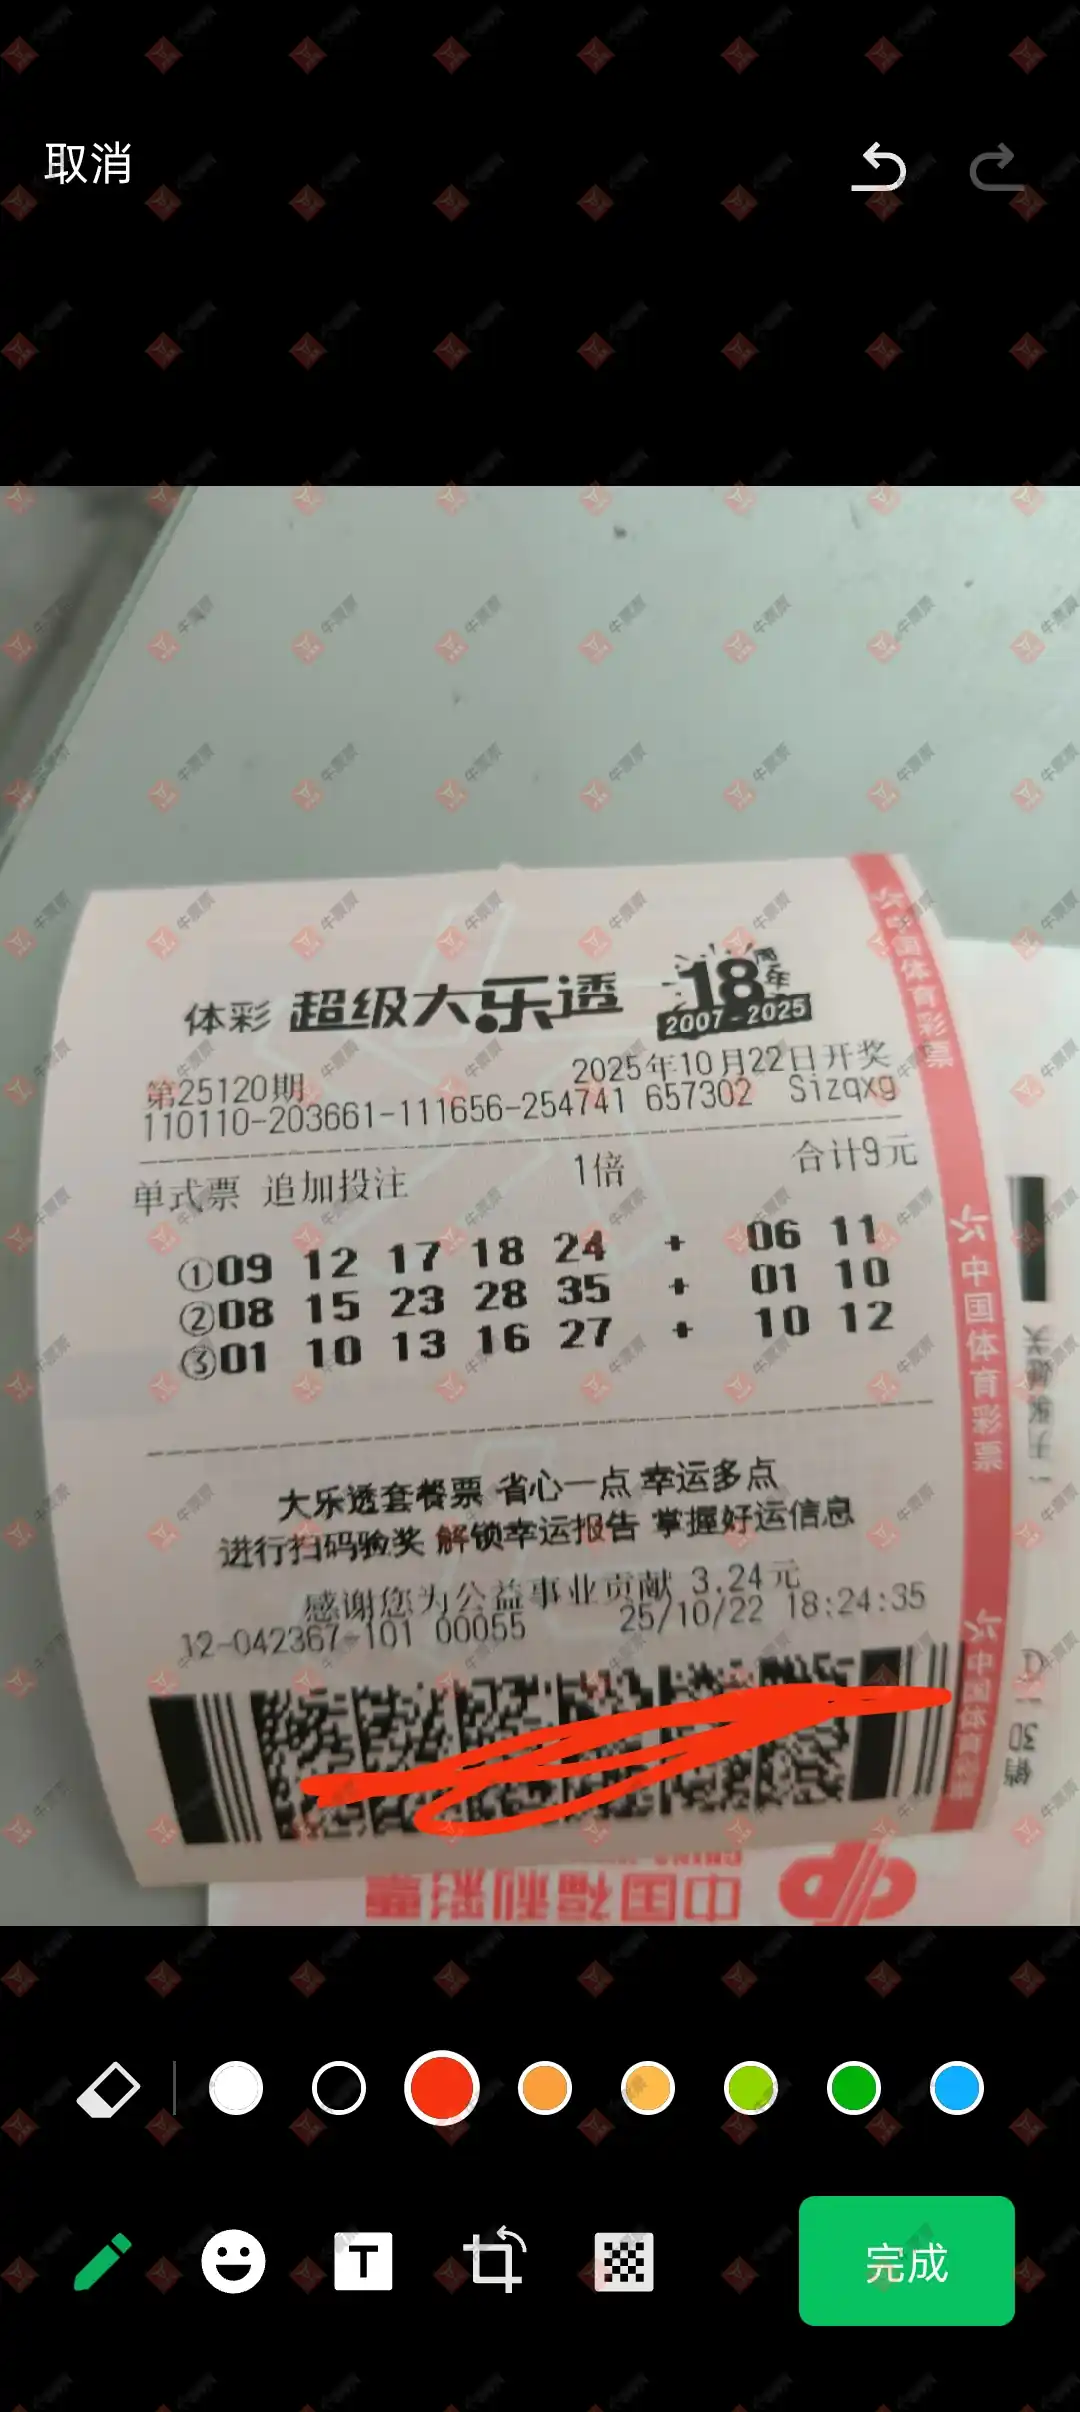 取消
体彩 超级大乐透 18周年
2007-2025
第25120期 2025年10月22日开奖
110110-203661-111656-254741 657302 Sizqxg
单式票 追加投注 1倍 合计9元
①09 12 17 18 24 + 06 11
②08 15 23 28 35 + 01 10
③01 10 13 16 27 + 10 12
大乐透套餐票 省心一点 幸运多点
进行扫码验奖 解锁幸运报告 掌握好运信息
感谢您为公益事业贡献 3.24元
12-042367-101 00055 25/10/22 18:24:35
中国体育彩票
中国体育彩票
中国体育彩票
中国福利彩票
牛票票
T
完成